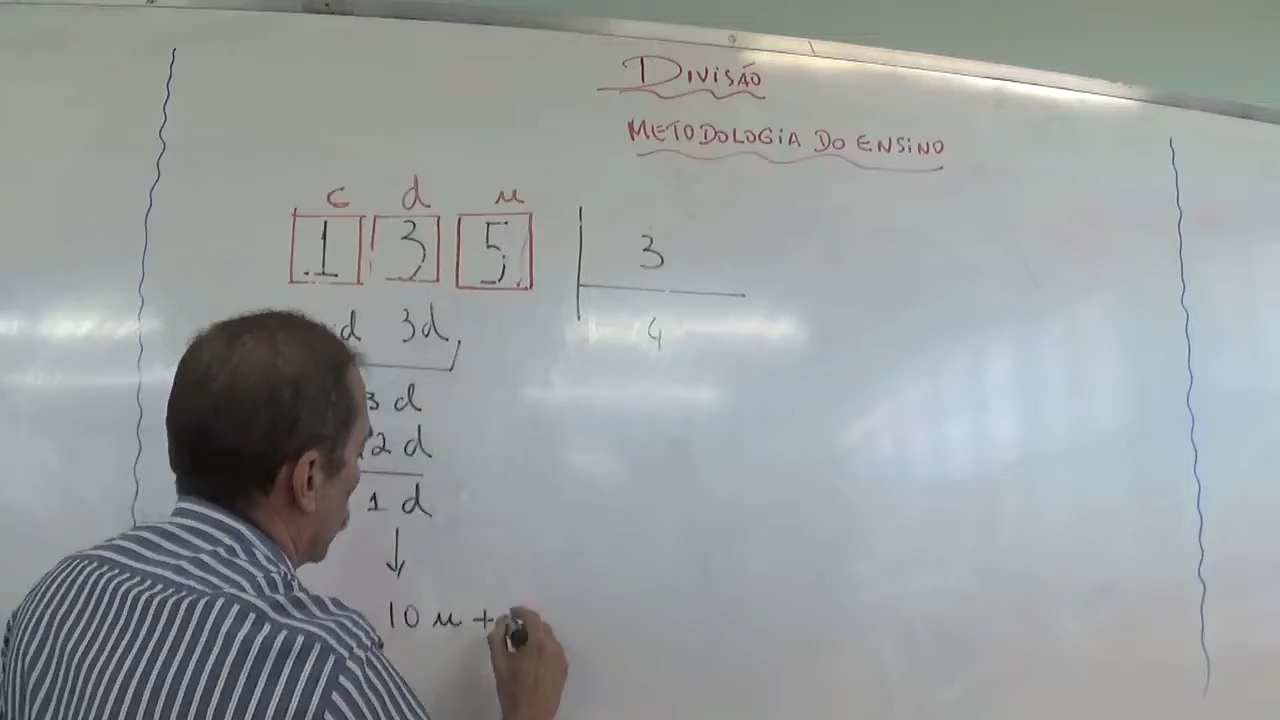 DIVISÃO
METODOLOGIA DO ENSINO
c d u
1 3 5 3
d 3d 4
3 d
2 d
1 d
10 u +